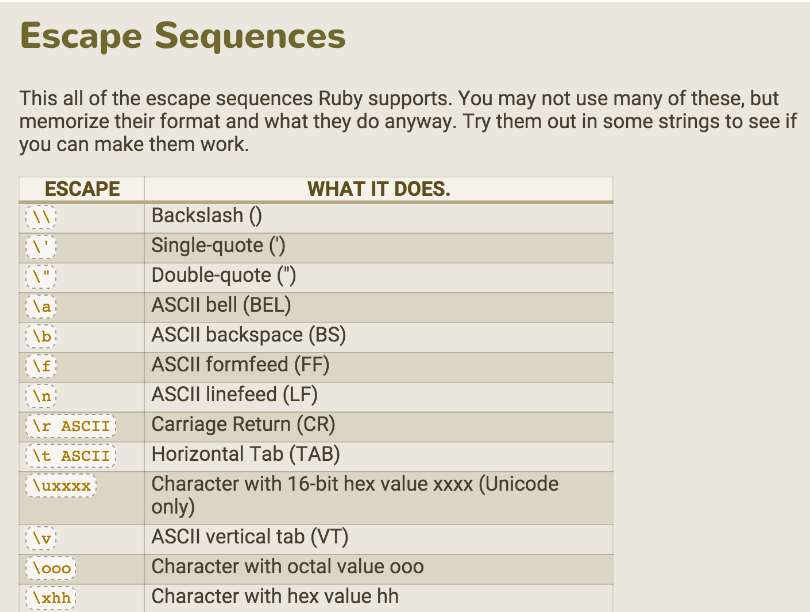 Escape Sequences
This all of the escape sequences Ruby supports. You may not use many of these, but
memorize their format and what they do anyway. Try them out in some strings to see if
you can make them work.
ESCAPE WHAT IT DOES.
\\ Backslash ()
\' Single-quote (')
\" Double-quote (")
\a ASCII bell (BEL)
\b ASCII backspace (BS)
\f ASCII formfeed (FF)
\n ASCII linefeed (LF)
\r ASCII Carriage Return (CR)
\t ASCII Horizontal Tab (TAB)
\uxxxx Character with 16-bit hex value xxxx (Unicode
only)
\v ASCII vertical tab (VT)
\ooo Character with octal value ooo
\xhh Character with hex value hh